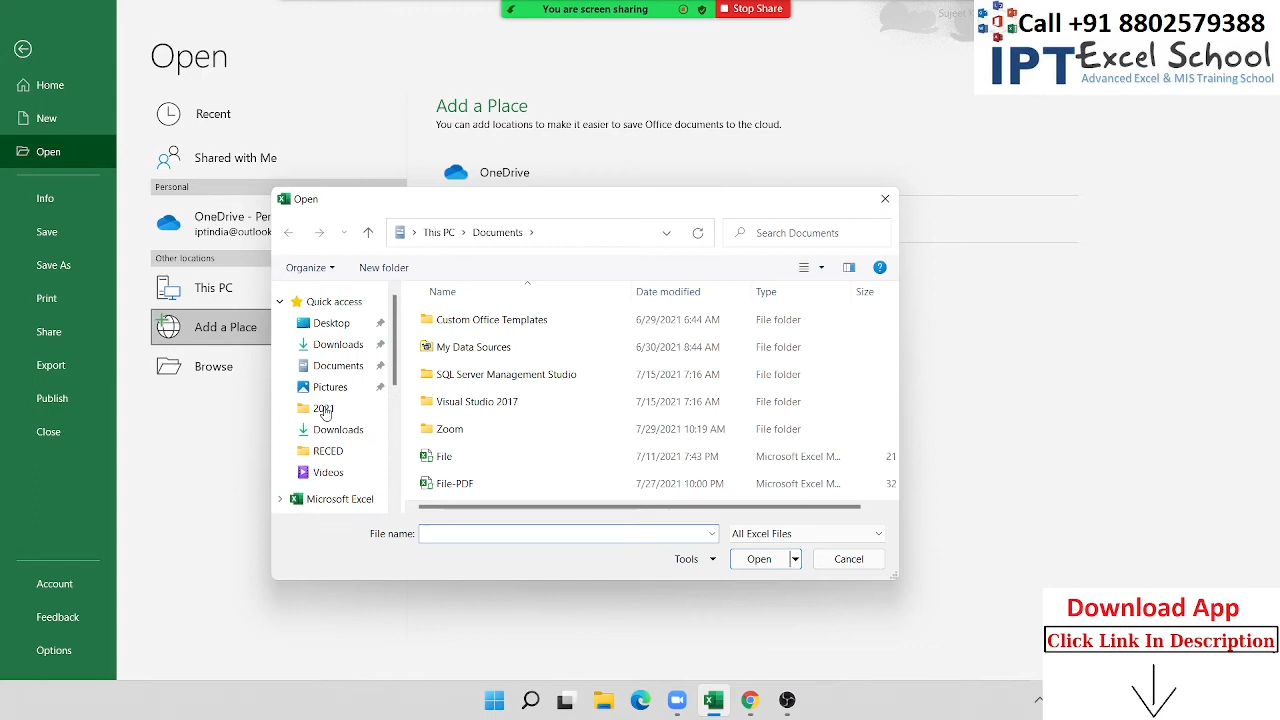 You are screen sharing
Stop Share
Sujeet
Call +91 8802579388
IPT Excel School
Advanced Excel & MIS Training School
Open
Home
New
Open
Info
Save
Save As
Print
Share
Export
Publish
Close
Account
Feedback
Options
Recent
Shared with Me
Personal
OneDrive - Pe
iptindia@outlook
Other locations
This PC
Add a Place
Browse
Add a Place
You can add locations to make it easier to save Office documents to the cloud.
OneDrive
Open
This PC > Documents >
Search Documents
Organize
New folder
Name
Date modified
Type
Size
Quick access
Desktop
Downloads
Documents
Pictures
2021
Downloads
RECED
Videos
Microsoft Excel
Custom Office Templates 6/29/2021 6:44 AM File folder
My Data Sources 6/30/2021 8:44 AM File folder
SQL Server Management Studio 7/15/2021 7:16 AM File folder
Visual Studio 2017 7/15/2021 7:16 AM File folder
Zoom 7/29/2021 10:19 AM File folder
File 7/11/2021 7:43 PM Microsoft Excel M... 21
File-PDF 7/27/2021 10:00 PM Microsoft Excel M... 32
File name:
All Excel Files
Tools
Open
Cancel
Download App
Click Link In Description